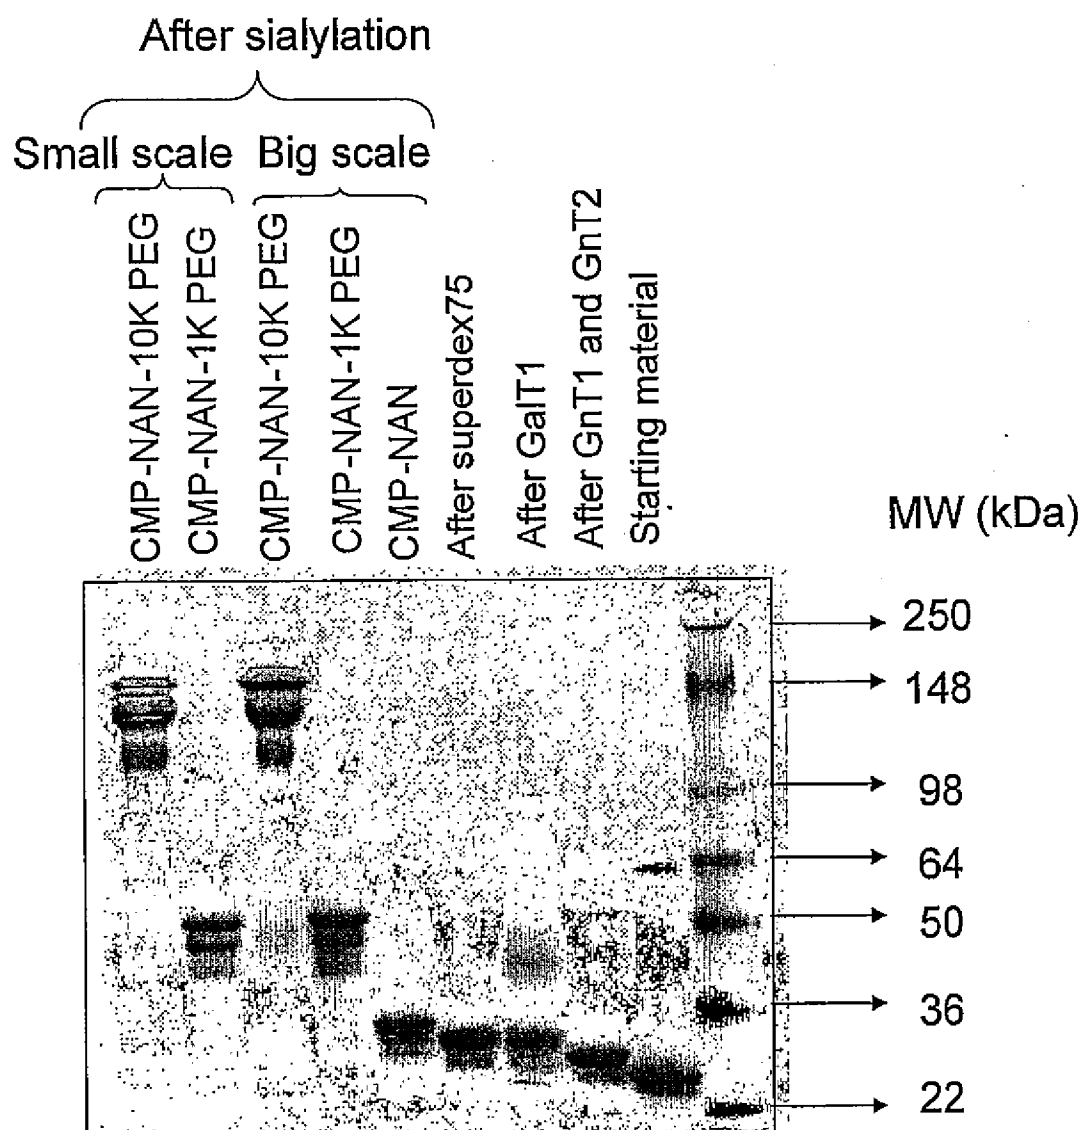 After sialylation
Small scale
Big scale
CMP-NAN-10K PEG
CMP-NAN-1K PEG
CMP-NAN-10K PEG
CMP-NAN-1K PEG
CMP-NAN
After superdex75
After GalT1
After GnT1 and GnT2
Starting material
MW (kDa)
250
148
98
64
50
36
22